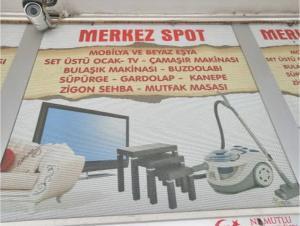 MERKEZ SPOT
MOBİLYA VE BEYAZ EŞYA
SET ÜSTÜ OCAK- TV - ÇAMAŞIR MAKİNASI
BULAŞIK MAKİNASI - BUZDOLABI
SÜPÜRGE - GARDOLAP - KANEPE
ZİGON SEHBA - MUTFAK MASASI
MER